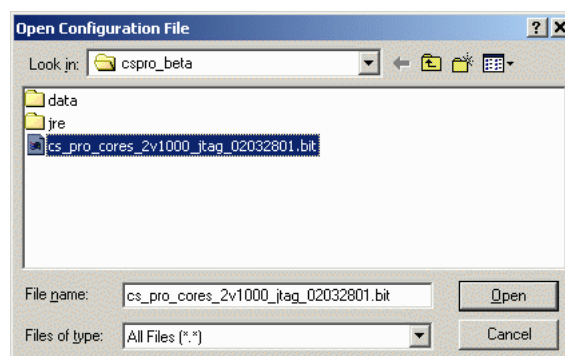 Open Configuration File
Look in: cspro_beta
data
jre
cs_pro_cores_2v1000_jtag_02032801.bit
File name: cs_pro_cores_2v1000_jtag_02032801.bit Open
Files of type: All Files (*.*) Cancel